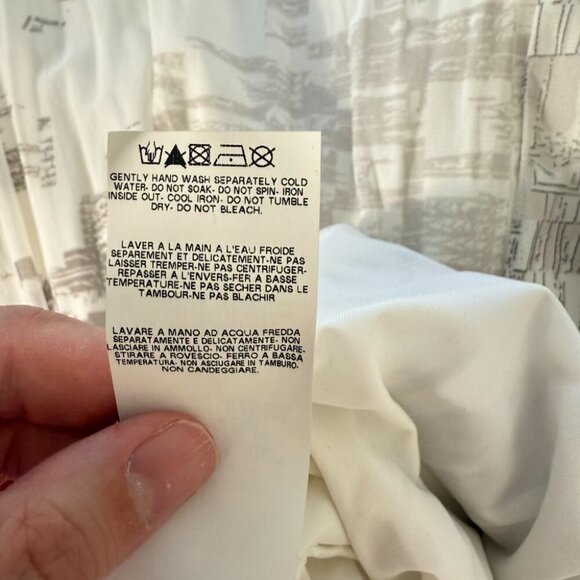 GENTLY HAND WASH SEPARATELY COLD
WATER- DO NOT SOAK- DO NOT SPIN- IRON
INSIDE OUT- COOL IRON- DO NOT TUMBLE
DRY- DO NOT BLEACH.
LAVER A LA MAIN A L'EAU FROIDE
SEPAREMENT ET DELICATEMENT-NE PAS
LAISSER TREMPER-NE PAS CENTRIFUGER-
REPASSER A L'ENVERS-FER A BASSE
TEMPERATURE-NE PAS SECHER DANS LE
TAMBOUR-NE PAS BLACHIR
LAVARE A MANO AD ACQUA FREDDA
SEPARATAMENTE E DELICATAMENTE- NON
LASCIARE IN AMMOLLO- NON CENTRIFUGARE.
STIRARE A ROVESCIO- FERRO A BASSA
TEMPERATURA- NON ASCIUGARE IN TAMBURO.
NON CANDEGGIARE.